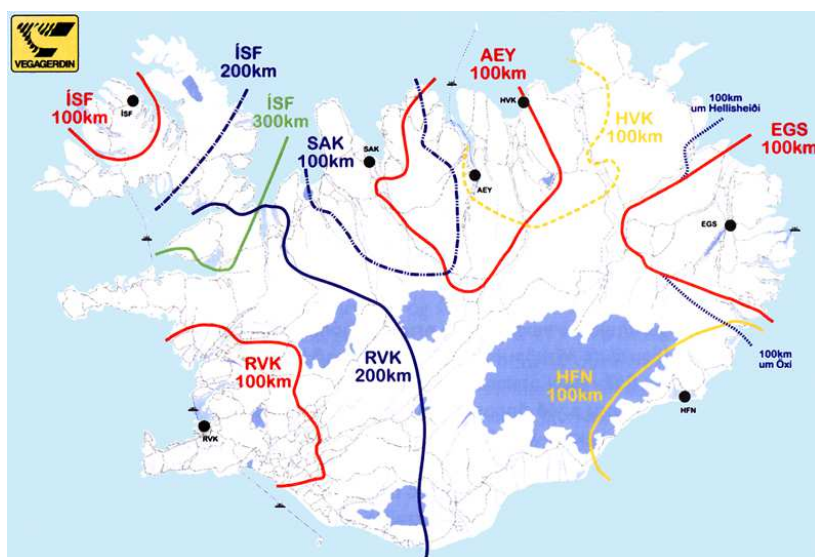 VEGAGERDIN
ÍSF
200km
ÍSF
100km
ÍSF
ÍSF
300km
SAK
100km
SAK
AEY
100km
AEY
HVK
HVK
100km
100km
um Hellisheiði
EGS
100km
EGS
RVK
100km
RVK
RVK
200km
HFN
100km
HFN
100km
um Öxi